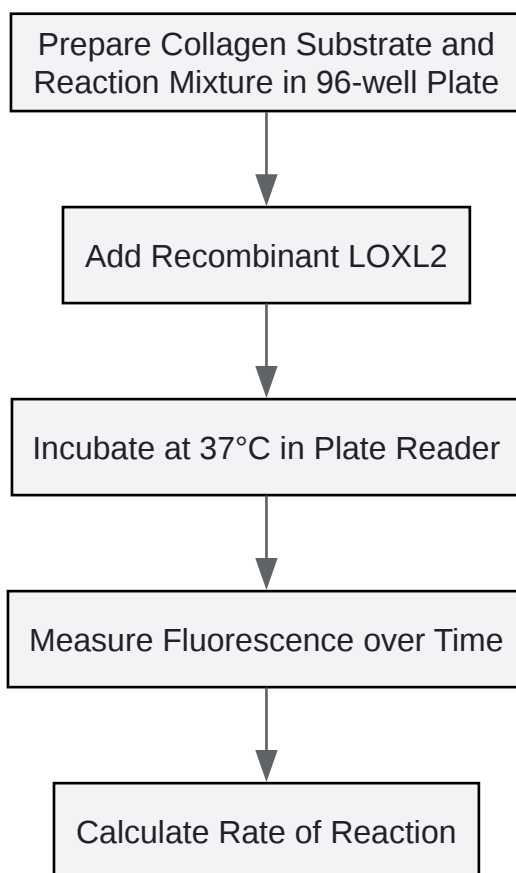 Prepare Collagen Substrate and
Reaction Mixture in 96-well Plate
Add Recombinant LOXL2
Incubate at 37°C in Plate Reader
Measure Fluorescence over Time
Calculate Rate of Reaction